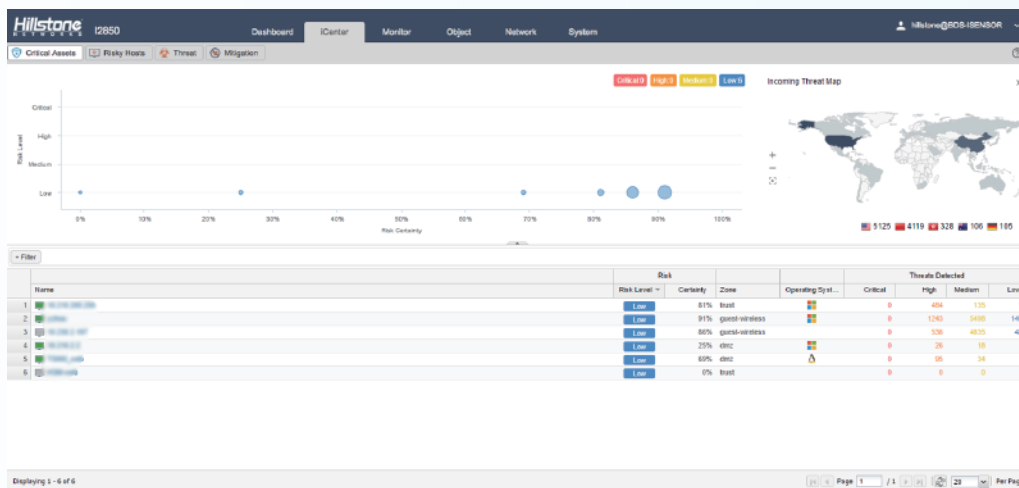 Hillstone
NETWORKS
I2850
Dashboard
iCenter
Monitor
Object
Network
System
hillstone@BDS-ISENSOR
Critical Assets
Risky Hosts
Threat
Mitigation
Critical 0
High 0
Medium 0
Low 6
Incoming Threat Map
Risk Level
Critical
High
Medium
Low
0%
10%
20%
30%
40%
50%
60%
70%
80%
90%
100%
Risk Certainty
5125
4119
328
106
105
+ Filter
Risk
Threats Detected
Name
Risk Level
Certainty
Zone
Operating Syst...
Critical
High
Medium
1 Low 81% trust 0 484 135
2 Low 91% guest-wireless 0 1243 5498
3 Low 86% guest-wireless 0 536 4835
4 Low 25% dmz 0 26 18
5 Low 69% dmz 0 95 34
6 Low 0% trust 0 0 0
Displaying 1 - 6 of 6
Page 1 / 1
20
Per Pag